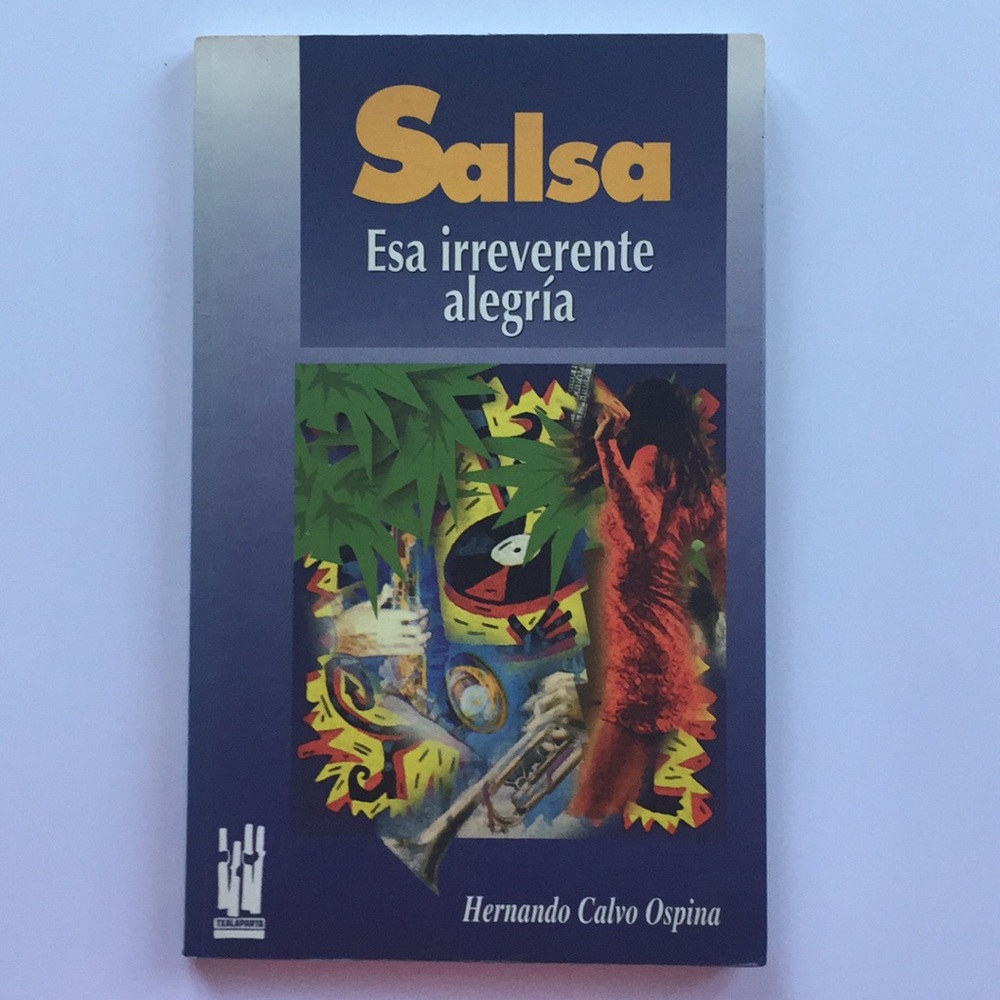 Salsa
Esa irreverente
alegría
TXALAPARTA
Hernando Calvo Ospina